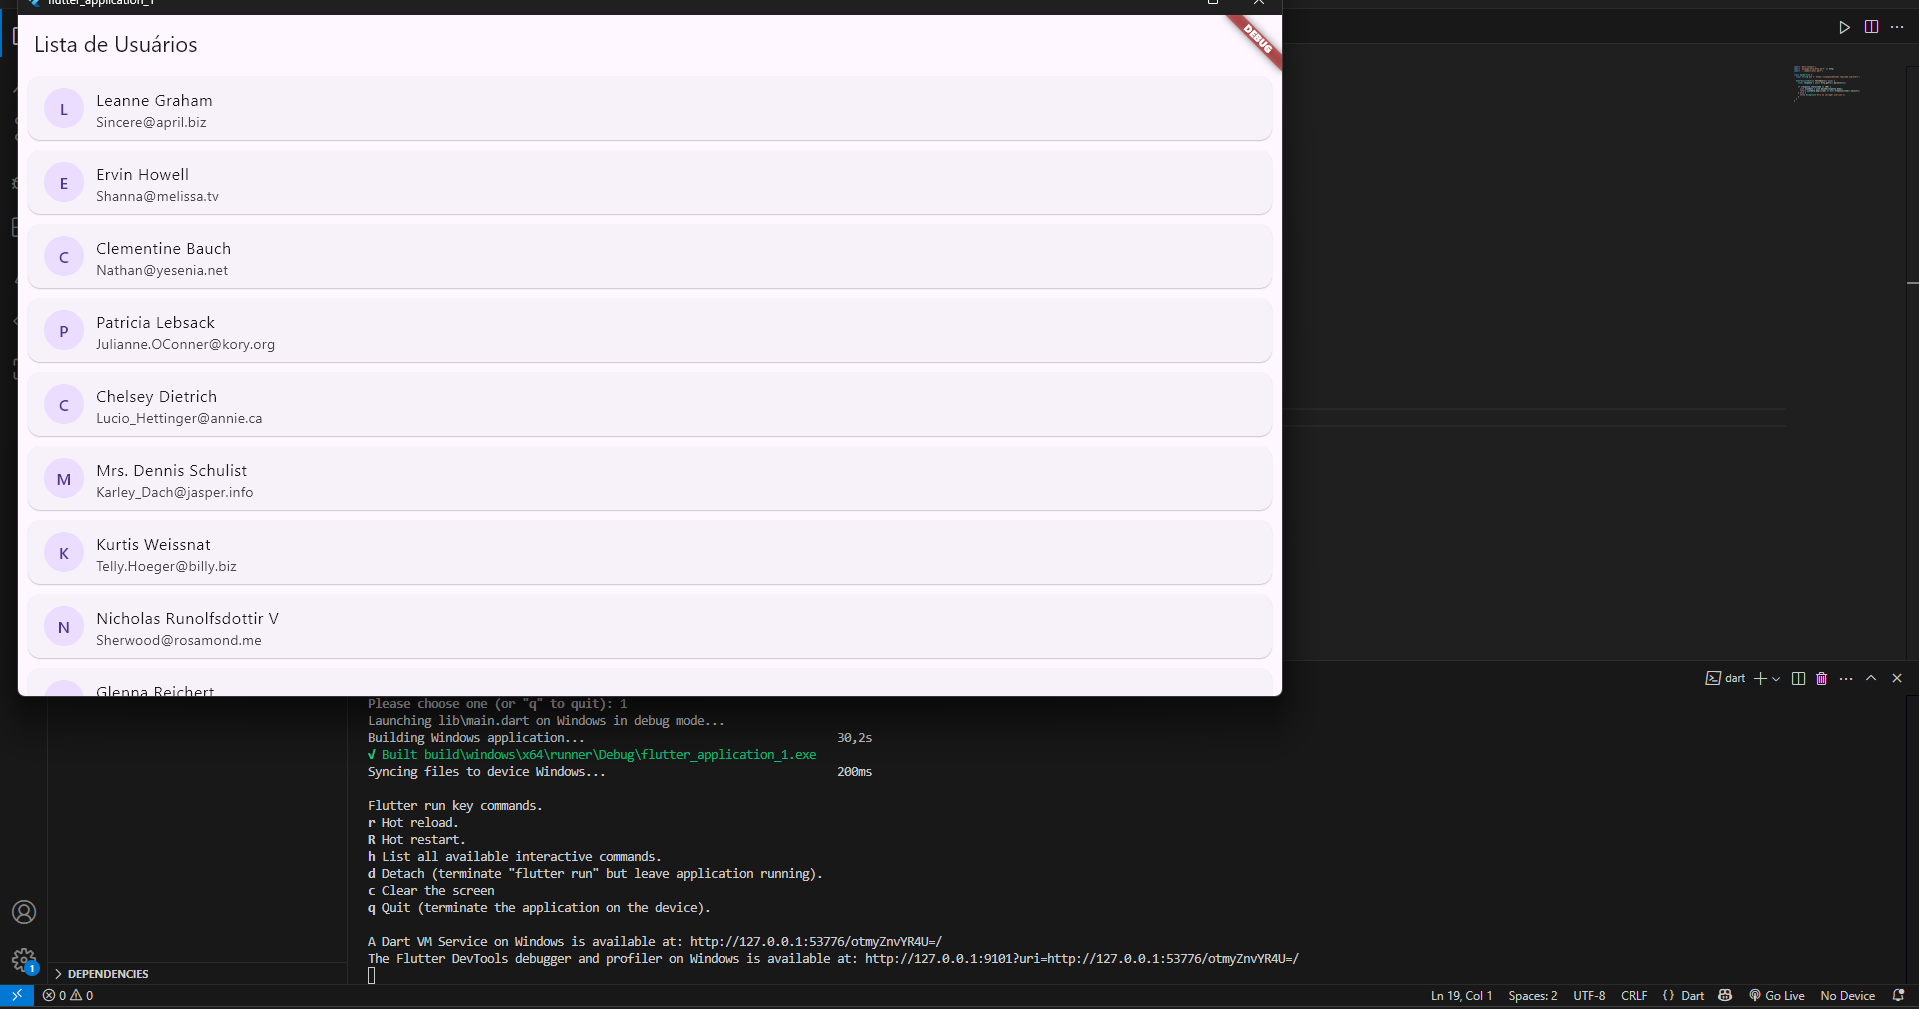 flutter_application_1
DEBUG
Lista de Usuários
L
Leanne Graham
Sincere@april.biz
E
Ervin Howell
Shanna@melissa.tv
C
Clementine Bauch
Nathan@yesenia.net
P
Patricia Lebsack
Julianne.OConner@kory.org
C
Chelsey Dietrich
Lucio_Hettinger@annie.ca
M
Mrs. Dennis Schulist
Karley_Dach@jasper.info
K
Kurtis Weissnat
Telly.Hoeger@billy.biz
N
Nicholas Runolfsdottir V
Sherwood@rosamond.me
Glenna Reichert
dart
Please choose one (or "q" to quit): 1
Launching lib\main.dart on Windows in debug mode...
Building Windows application... 30,2s
√ Built build\windows\x64\runner\Debug\flutter_application_1.exe
Syncing files to device Windows... 200ms
Flutter run key commands.
r Hot reload.
R Hot restart.
h List all available interactive commands.
d Detach (terminate "flutter run" but leave application running).
c Clear the screen
q Quit (terminate the application on the device).
A Dart VM Service on Windows is available at: http://127.0.0.1:53776/otmyZnvYR4U=/
The Flutter DevTools debugger and profiler on Windows is available at: http://127.0.0.1:9101?uri=http://127.0.0.1:53776/otmyZnvYR4U=/
1
DEPENDENCIES
0 0 Ln 19, Col 1 Spaces: 2 UTF-8 CRLF {} Dart Go Live No Device